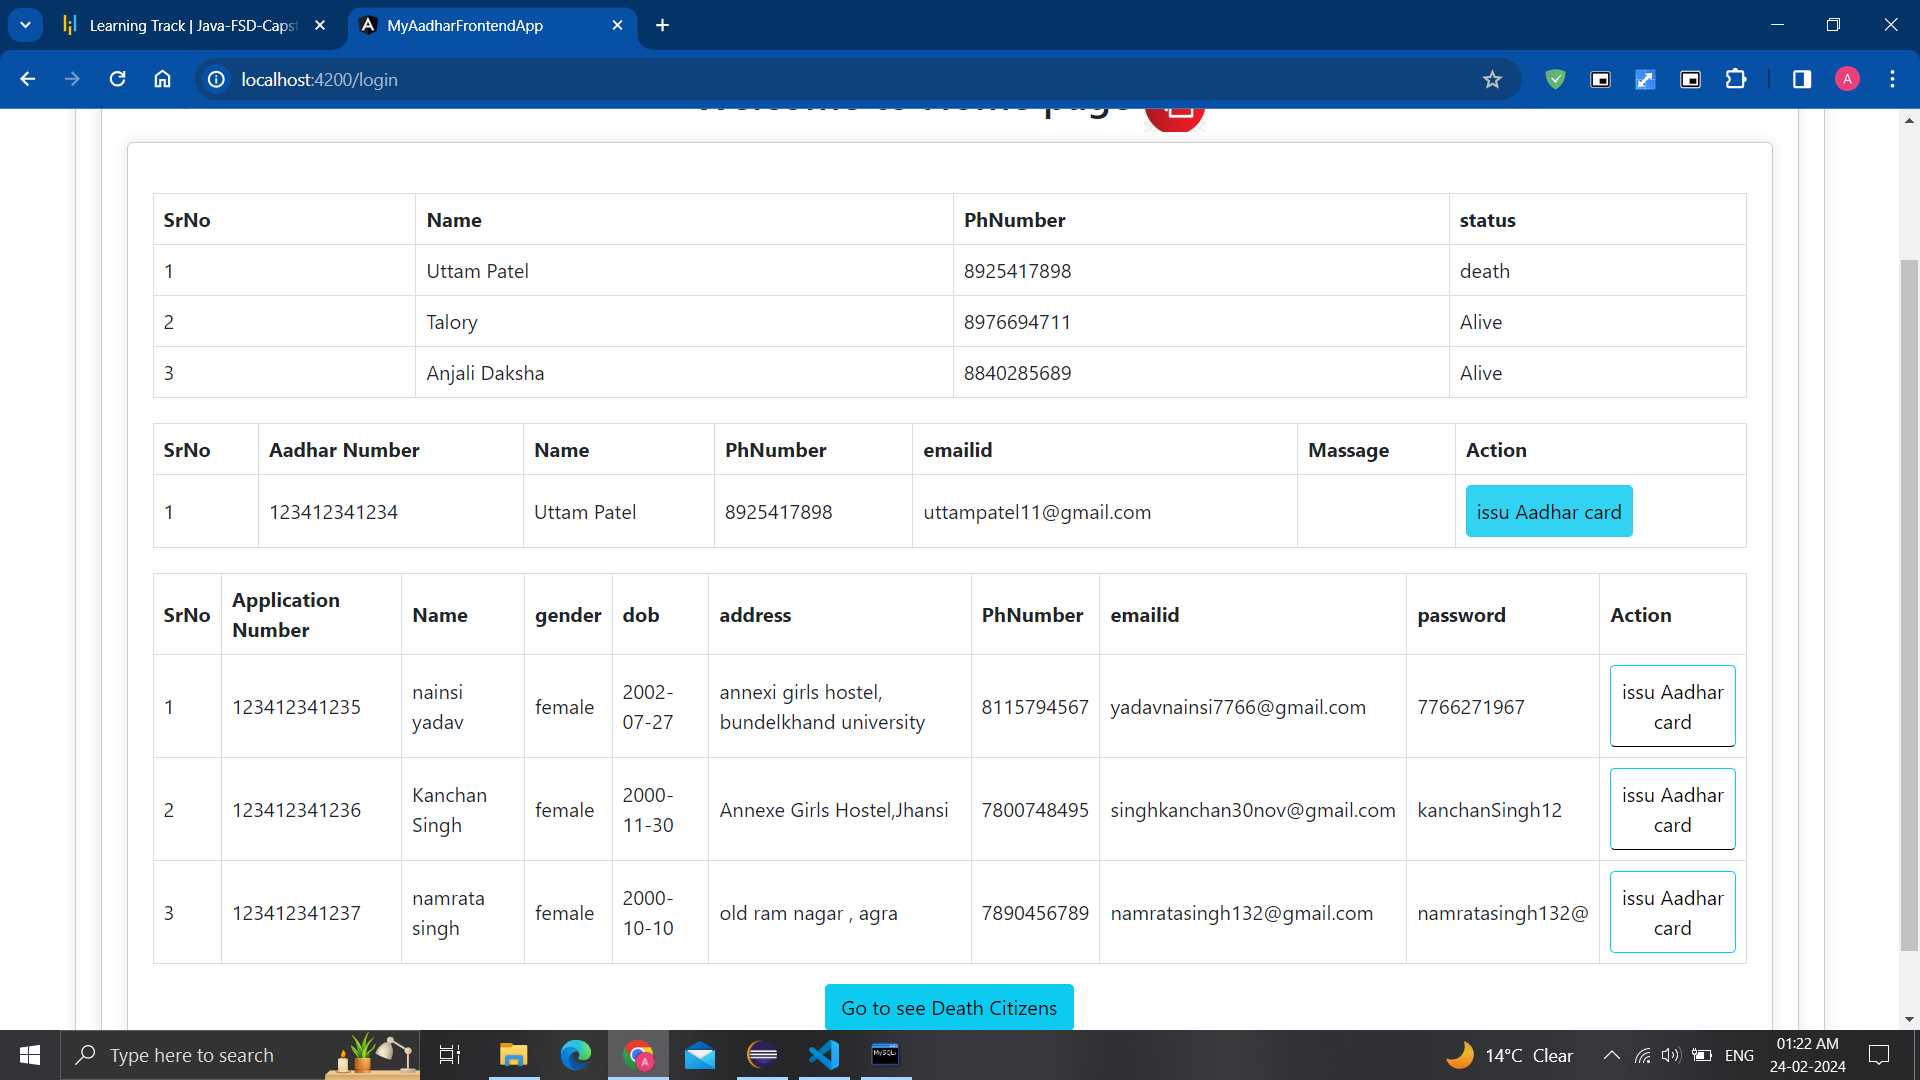 Learning Track | Java-FSD-Capst
MyAadharFrontendApp
localhost:4200/login
A
Welcome to Home page
SrNo Name PhNumber status
1 Uttam Patel 8925417898 death
2 Talory 8976694711 Alive
3 Anjali Daksha 8840285689 Alive
SrNo Aadhar Number Name PhNumber emailid Massage Action
1 123412341234 Uttam Patel 8925417898 uttampatel11@gmail.com issu Aadhar card
SrNo Application Number Name gender dob address PhNumber emailid password Action
1 123412341235 nainsi yadav female 2002-07-27 annexi girls hostel, bundelkhand university 8115794567 yadavnainsi7766@gmail.com 7766271967 issu Aadhar card
2 123412341236 Kanchan Singh female 2000-11-30 Annexe Girls Hostel,Jhansi 7800748495 singhkanchan30nov@gmail.com kanchanSingh12 issu Aadhar card
3 123412341237 namrata singh female 2000-10-10 old ram nagar , agra 7890456789 namratasingh132@gmail.com namratasingh132@ issu Aadhar card
Go to see Death Citizens
Type here to search
14°C Clear
ENG
01:22 AM
24-02-2024